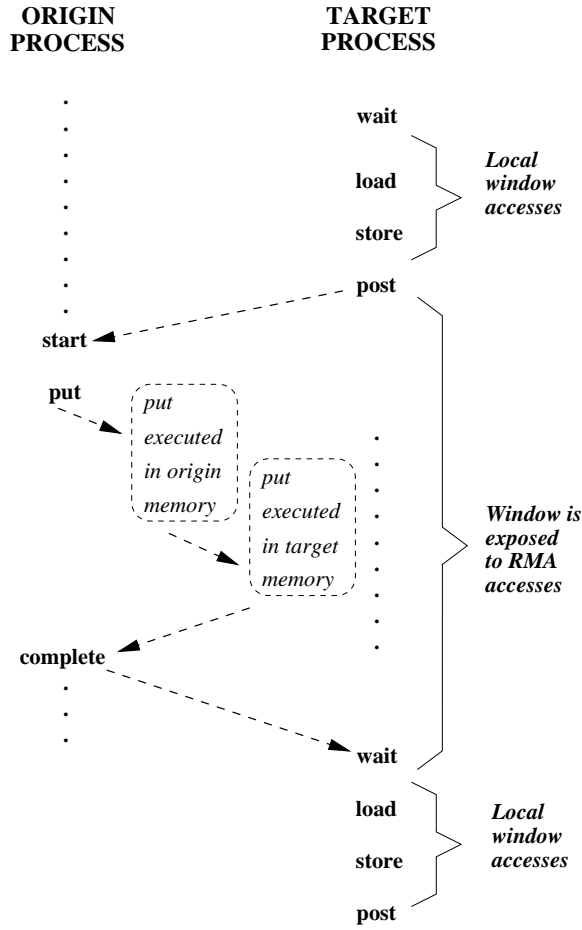 ORIGIN
PROCESS
TARGET
PROCESS
wait
load
store
Local
window
accesses
post
start
put
put
executed
in origin
memory
put
executed
in target
memory
Window is
exposed
to RMA
accesses
complete
wait
load
store
post
Local
window
accesses